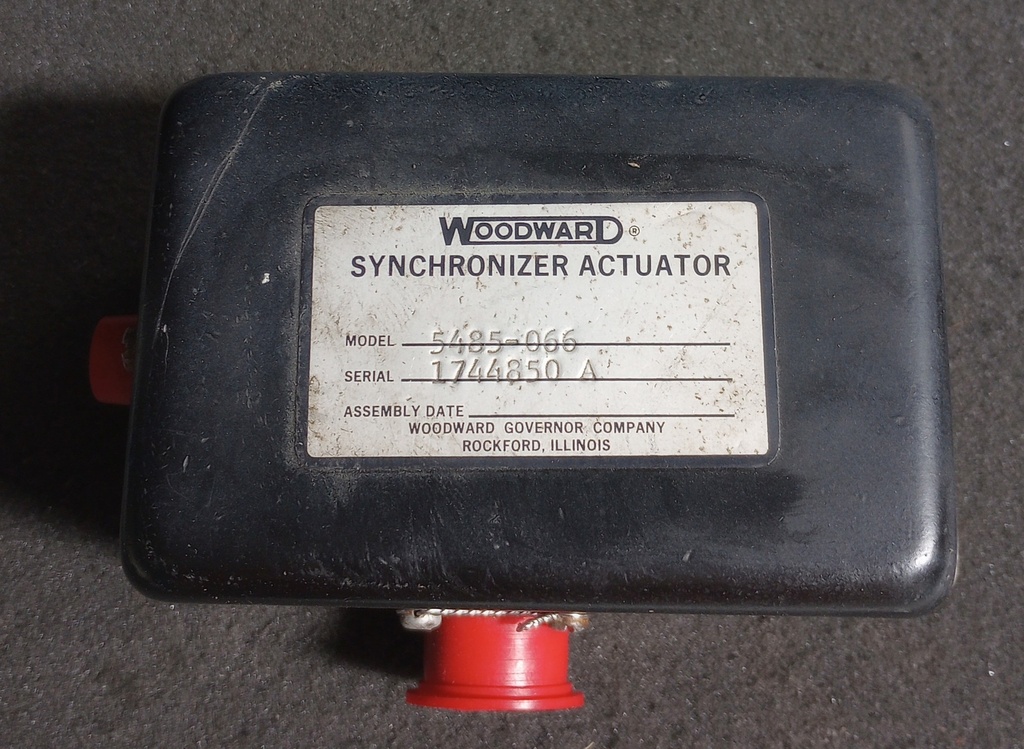 WOODWARD®
SYNCHRONIZER ACTUATOR
MODEL 5485-066
SERIAL 1744850 A
ASSEMBLY DATE
WOODWARD GOVERNOR COMPANY
ROCKFORD, ILLINOIS